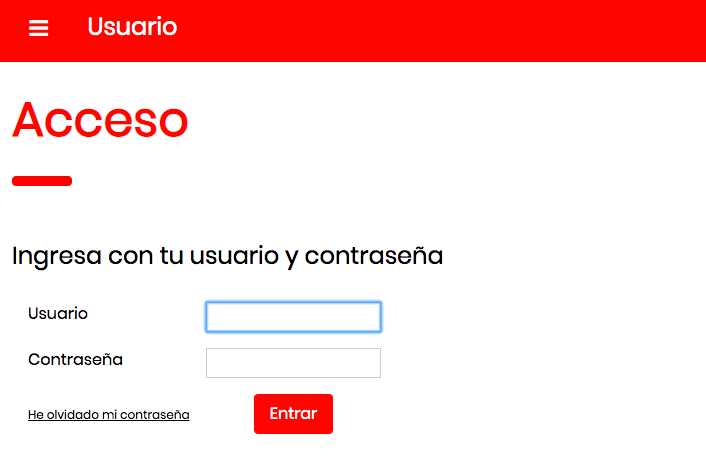 Usuario
Acceso
Ingresa con tu usuario y contraseña
Usuario
Contraseña
He olvidado mi contraseña
Entrar